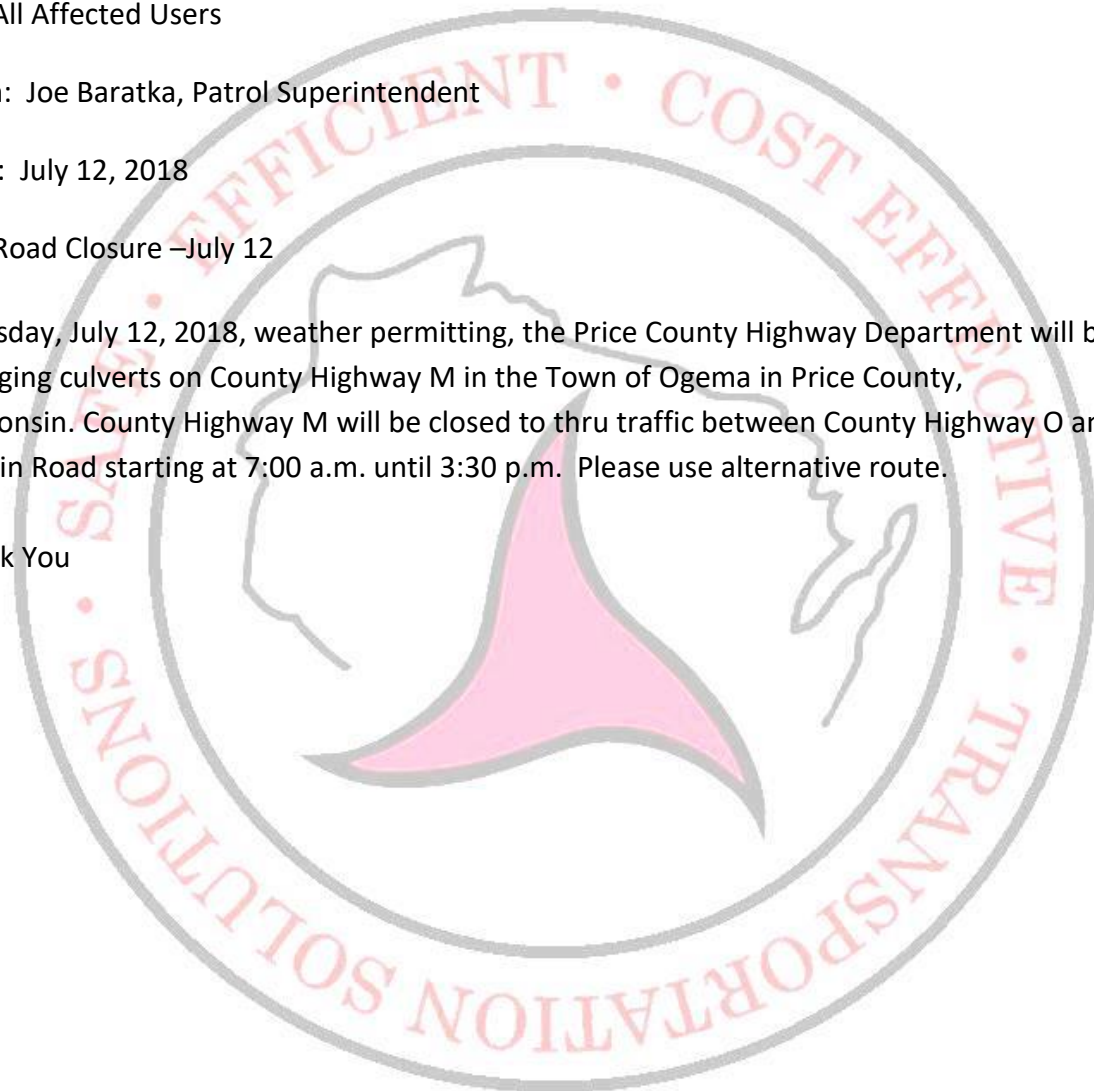 All Affected Users
: Joe Baratka, Patrol Superintendent
: July 12, 2018
Road Closure –July 12
sday, July 12, 2018, weather permitting, the Price County Highway Department will b
ging culverts on County Highway M in the Town of Ogema in Price County,
onsin. County Highway M will be closed to thru traffic between County Highway O a
in Road starting at 7:00 a.m. until 3:30 p.m. Please use alternative route.
k You
SAFE • EFFICIENT • COST EFFECTIVE • TRANSPORTATION SOLUTIONS •